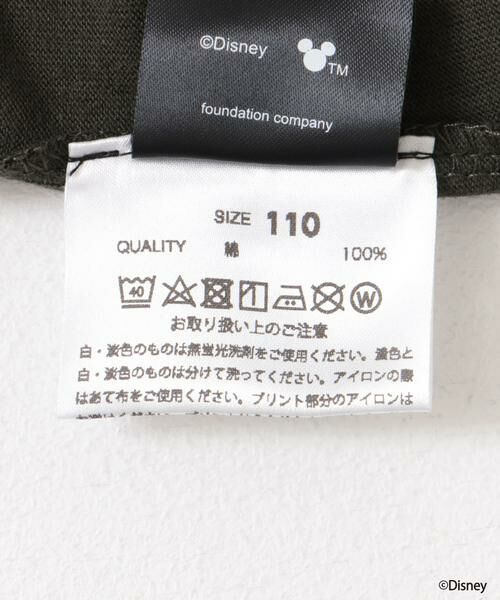 ©Disney
TM
foundation company
SIZE 110
QUALITY 綿 100%
40 W
お取り扱い上のご注意
白・淡色のものは無蛍光洗剤をご使用ください。濃色と
白・淡色のものは分けて洗ってください。アイロンの際
はあて布をご使用ください。プリント部分のアイロンは
©Disney